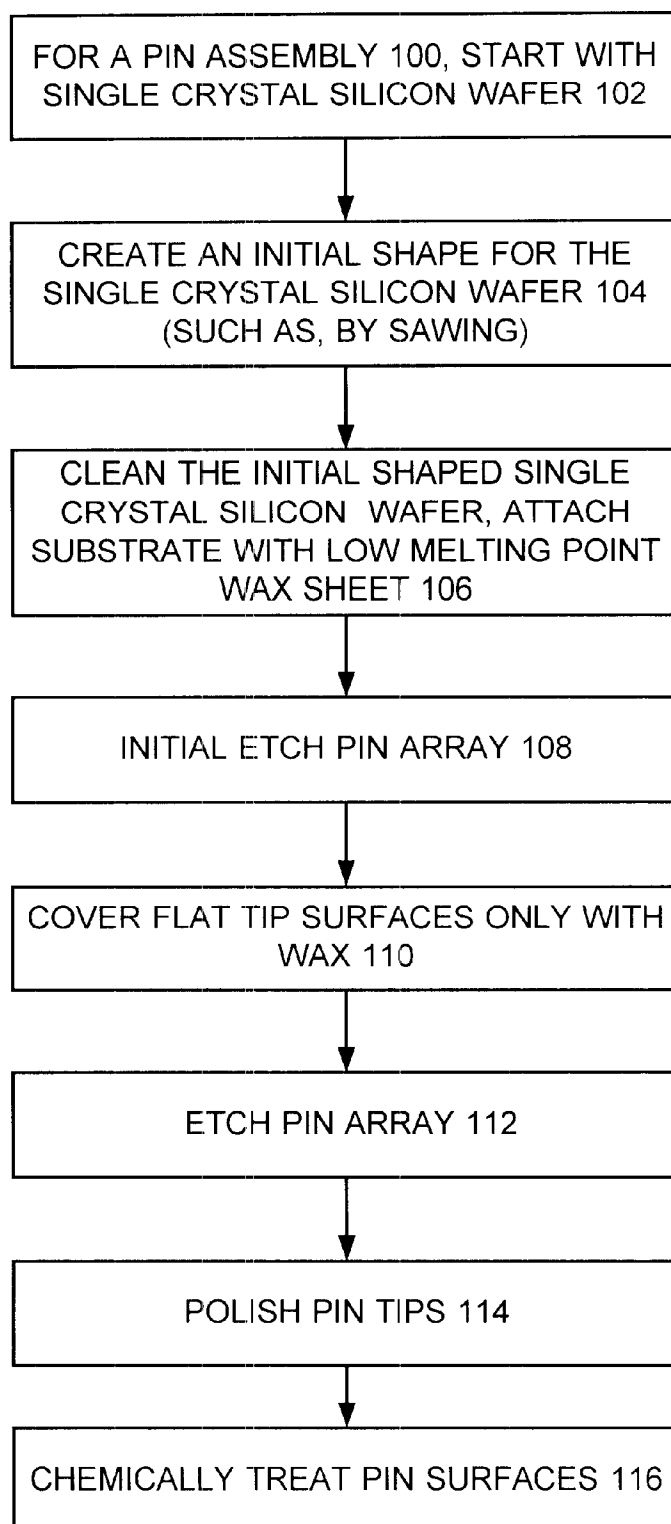 FOR A PIN ASSEMBLY 100, START WITH
SINGLE CRYSTAL SILICON WAFER 102
CREATE AN INITIAL SHAPE FOR THE
SINGLE CRYSTAL SILICON WAFER 104
(SUCH AS, BY SAWING)
CLEAN THE INITIAL SHAPED SINGLE
CRYSTAL SILICON WAFER, ATTACH
SUBSTRATE WITH LOW MELTING POINT
WAX SHEET 106
INITIAL ETCH PIN ARRAY 108
COVER FLAT TIP SURFACES ONLY WITH
WAX 110
ETCH PIN ARRAY 112
POLISH PIN TIPS 114
CHEMICALLY TREAT PIN SURFACES 116